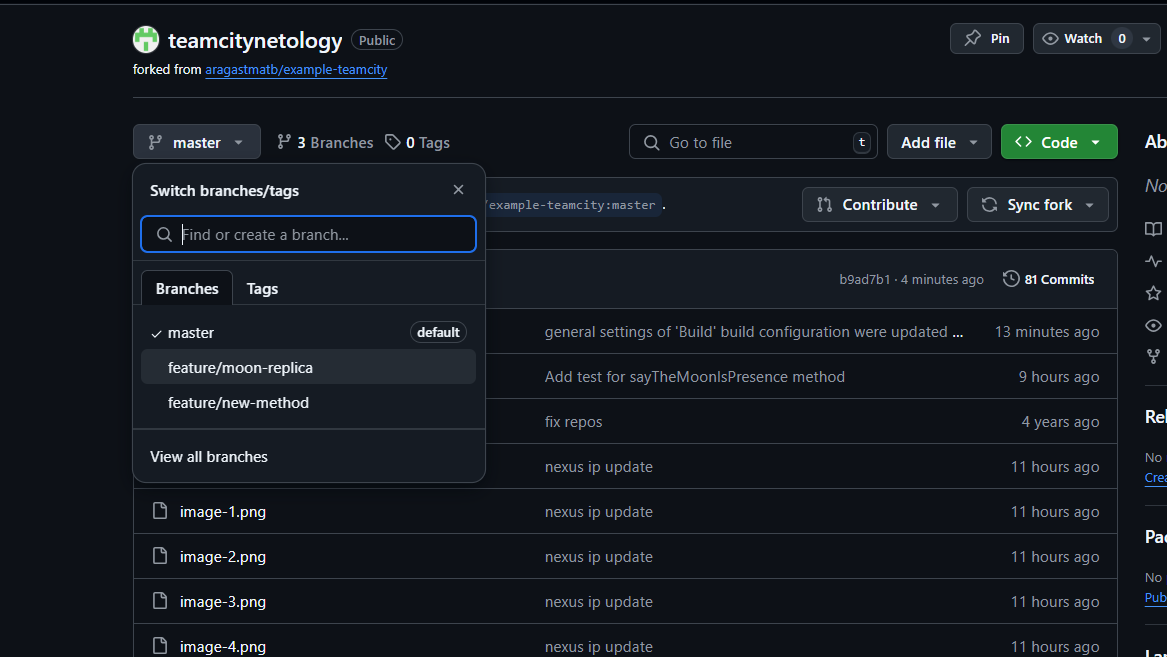 teamcitynetology Public Pin Watch 0
forked from aragastmatb/example-teamcity
master 3 Branches 0 Tags Go to file t Add file Code
Switch branches/tags
/example-teamcity:master . Contribute Sync fork
Find or create a branch...
Branches Tags
b9ad7b1 · 4 minutes ago 81 Commits
master default
general settings of 'Build' build configuration were updated ... 13 minutes ago
feature/moon-replica
Add test for sayTheMoonIsPresence method 9 hours ago
feature/new-method
fix repos 4 years ago
View all branches
nexus ip update 11 hours ago
image-1.png nexus ip update 11 hours ago
image-2.png nexus ip update 11 hours ago
image-3.png nexus ip update 11 hours ago
image-4.png nexus ip update 11 hours ago
Ab
No
Rel
No
Crea
Pac
No
Pub